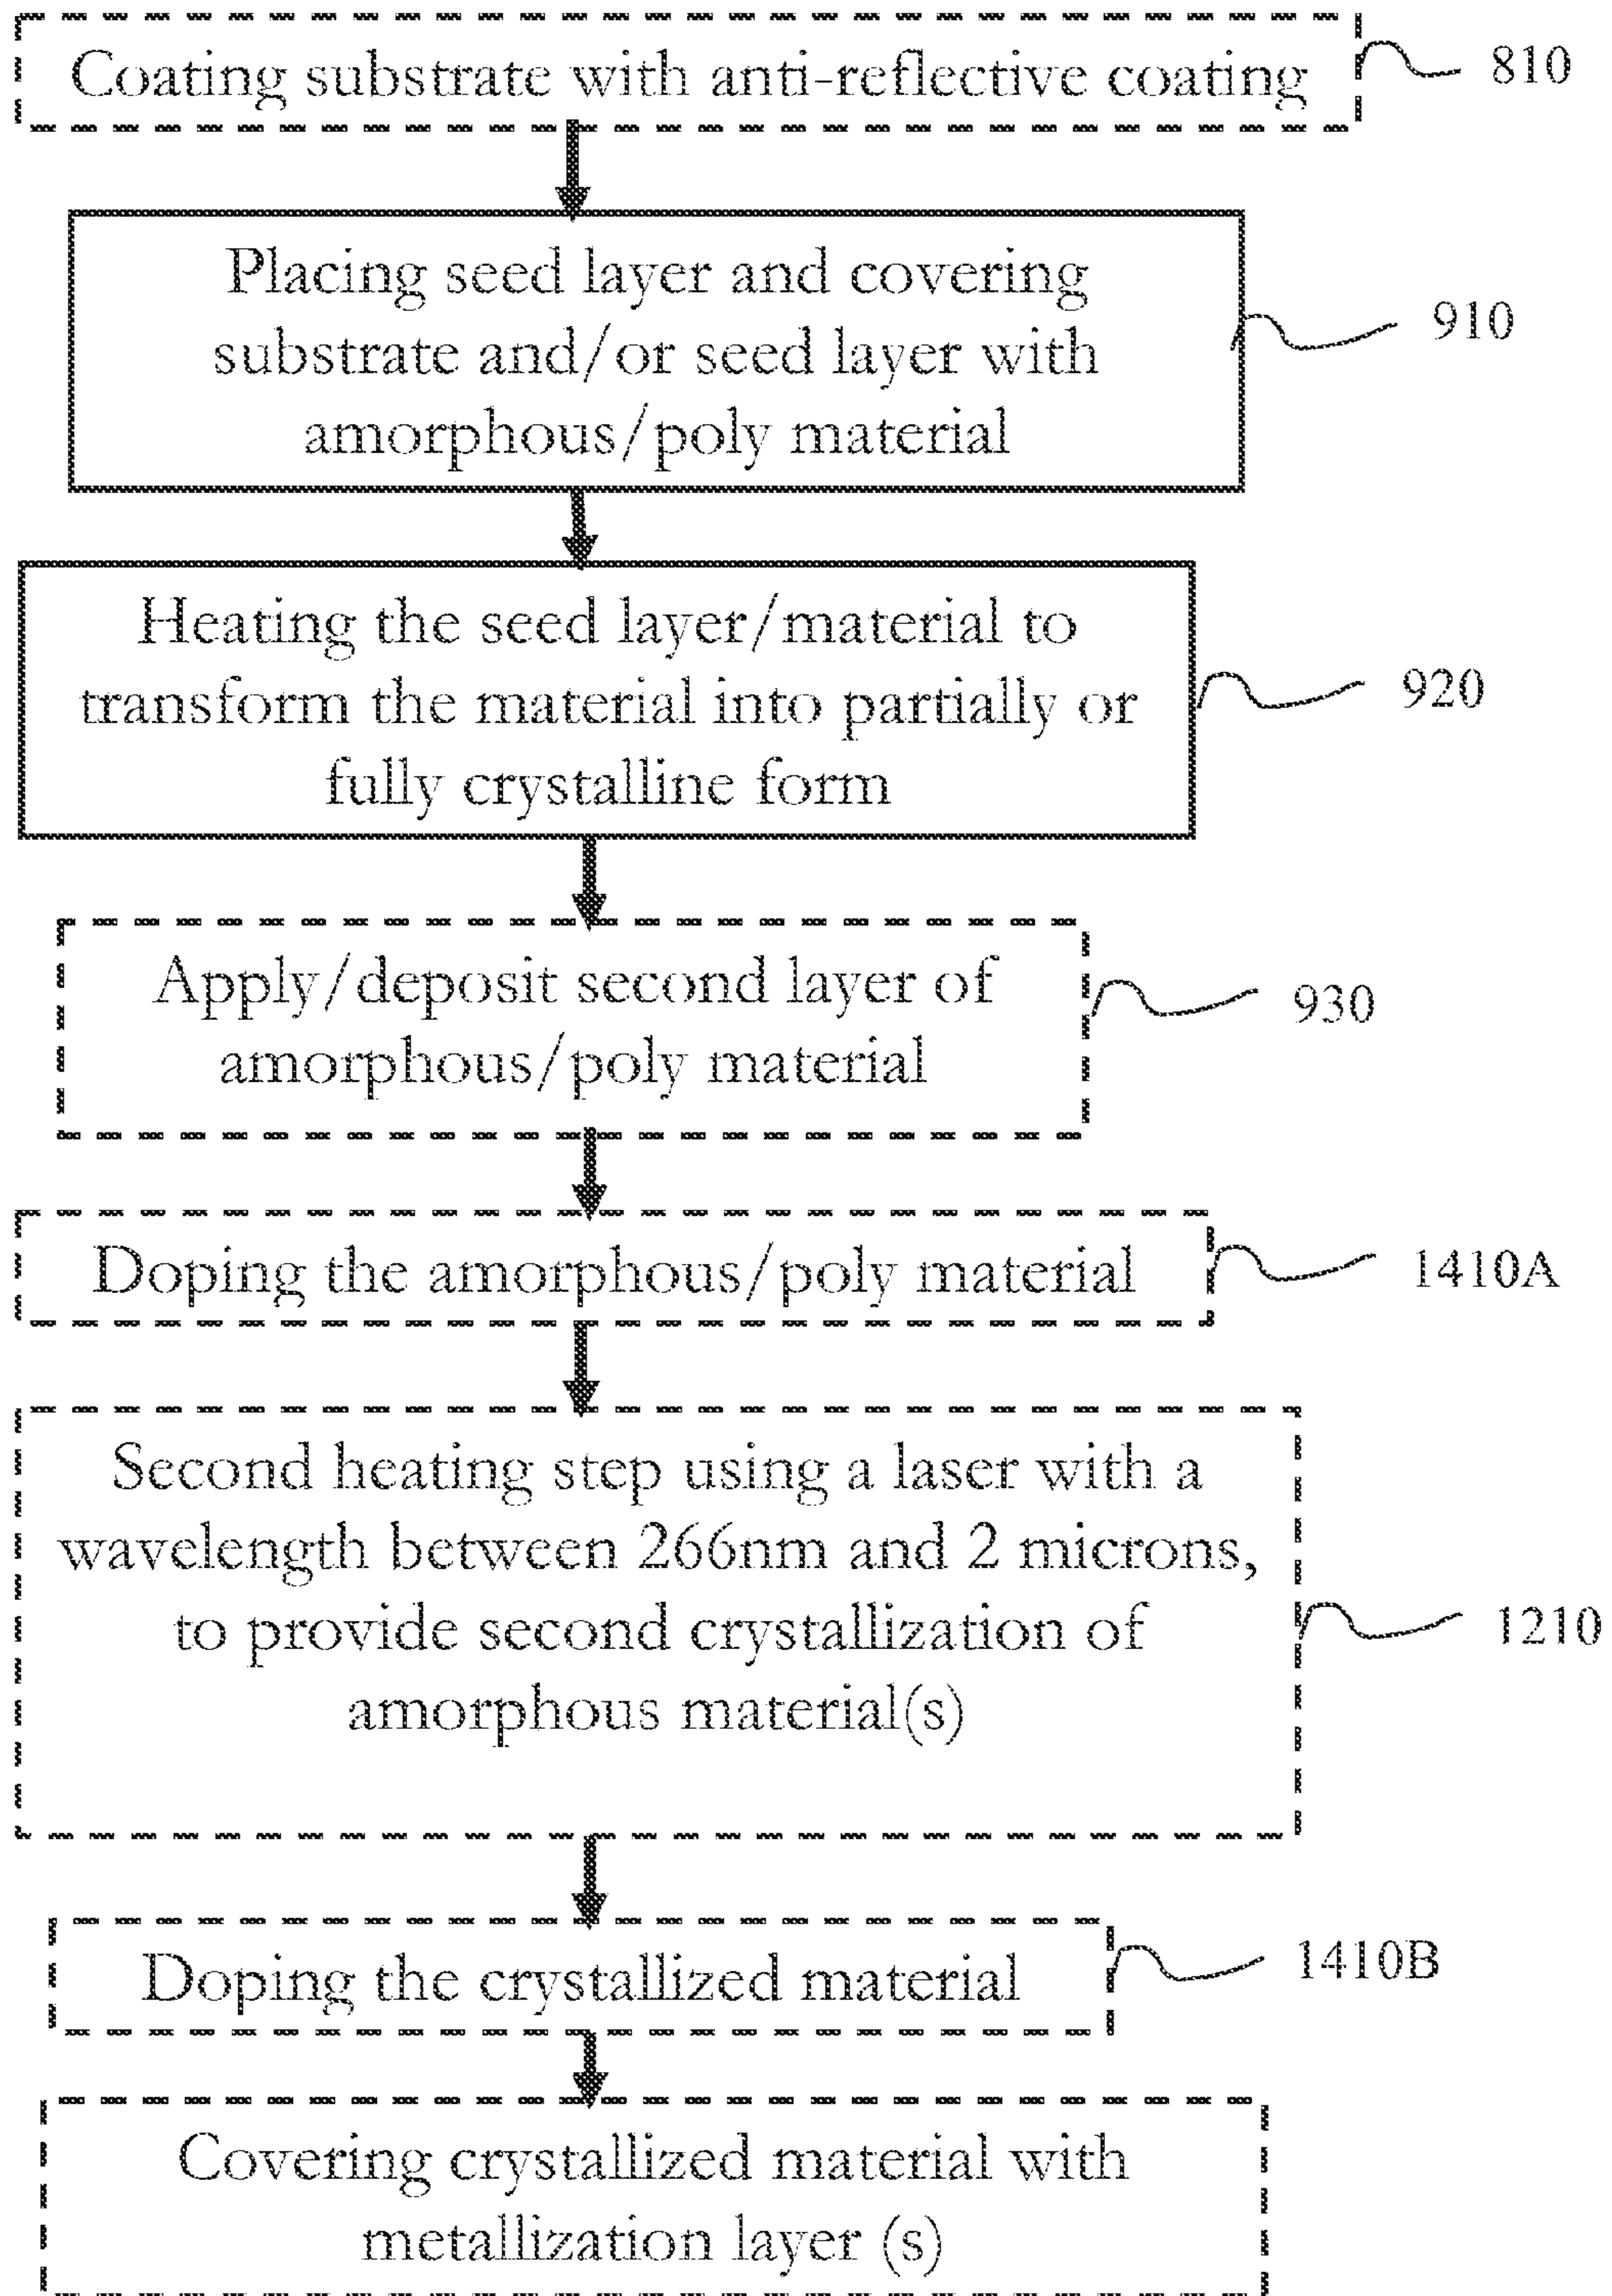 Coating substrate with anti-reflective coating
810
Placing seed layer and covering
substrate and/or seed layer with
amorphous/poly material
910
Heating the seed layer/material to
transform the material into partially or
fully crystalline form
920
Apply/deposit second layer of
amorphous/poly material
930
Doping the amorphous/poly material
1410A
Second heating step using a laser with a
wavelength between 266nm and 2 microns,
to provide second crystallization of
amorphous material(s)
1210
Doping the crystallized material
1410B
Covering crystallized material with
metallization layer (s)